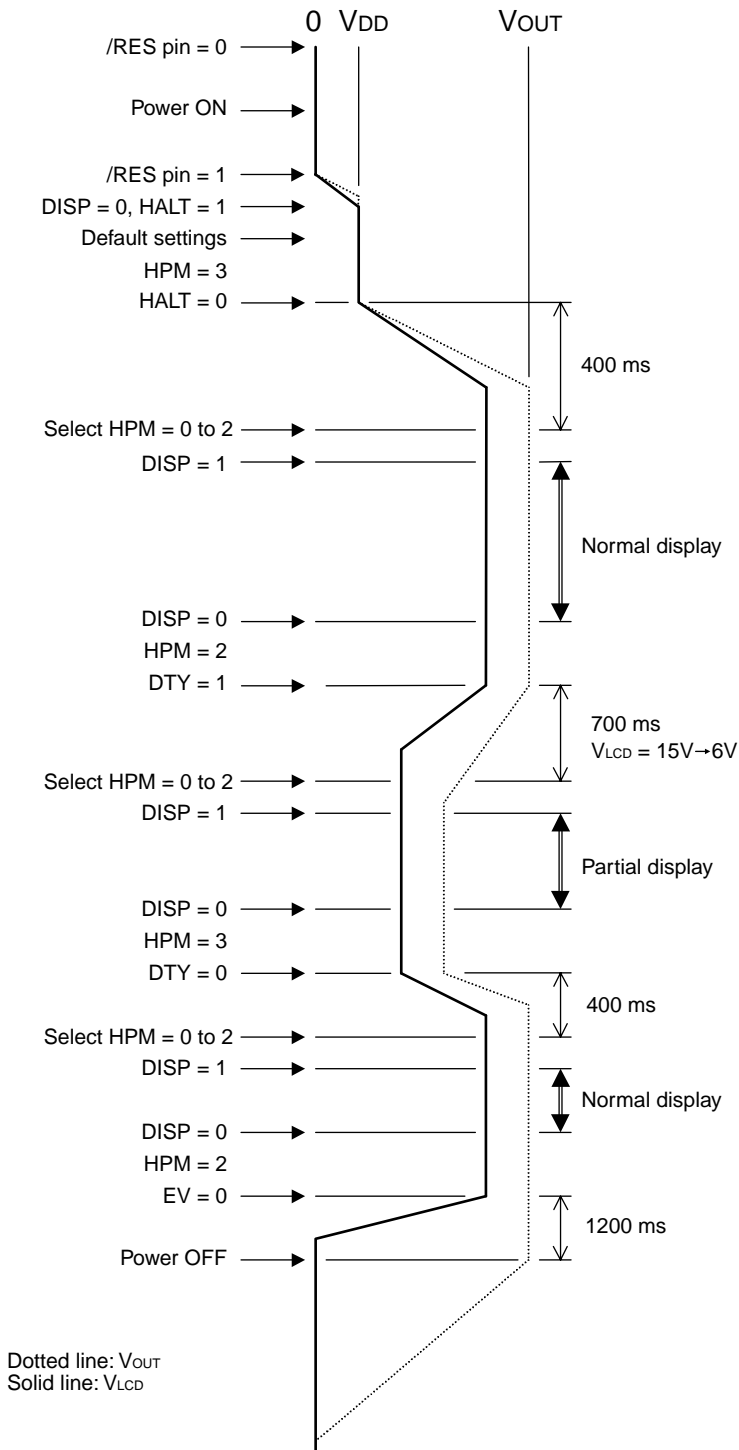 0 VDD VOUT
/RES pin = 0
Power ON
/RES pin = 1
DISP = 0, HALT = 1
Default settings
HPM = 3
HALT = 0
400 ms
Select HPM = 0 to 2
DISP = 1
Normal display
DISP = 0
HPM = 2
DTY = 1
700 ms
VLCD = 15V→6V
Select HPM = 0 to 2
DISP = 1
Partial display
DISP = 0
HPM = 3
DTY = 0
400 ms
Select HPM = 0 to 2
DISP = 1
Normal display
DISP = 0
HPM = 2
EV = 0
1200 ms
Power OFF
Dotted line: VOUT
Solid line: VLCD